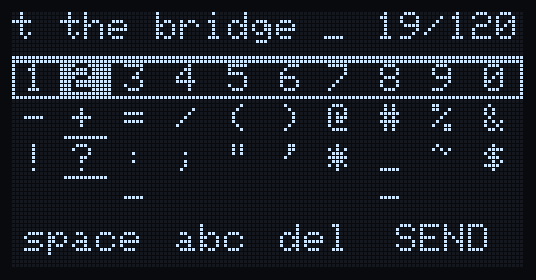 t the bridge _ 19/120
1 2 3 4 5 6 7 8 9 0
- + = / ( ) @ # % &
! ? : ; " ' * _ ~ $
space abc del SEND